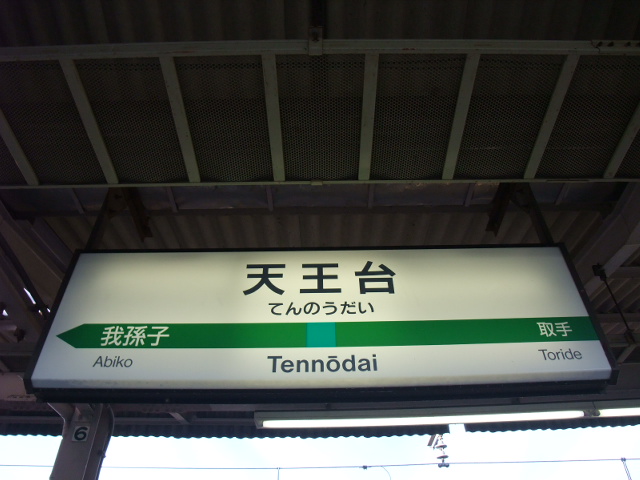 天王台
てんのうだい
我孫子 取手
Abiko Tennōdai Toride
6